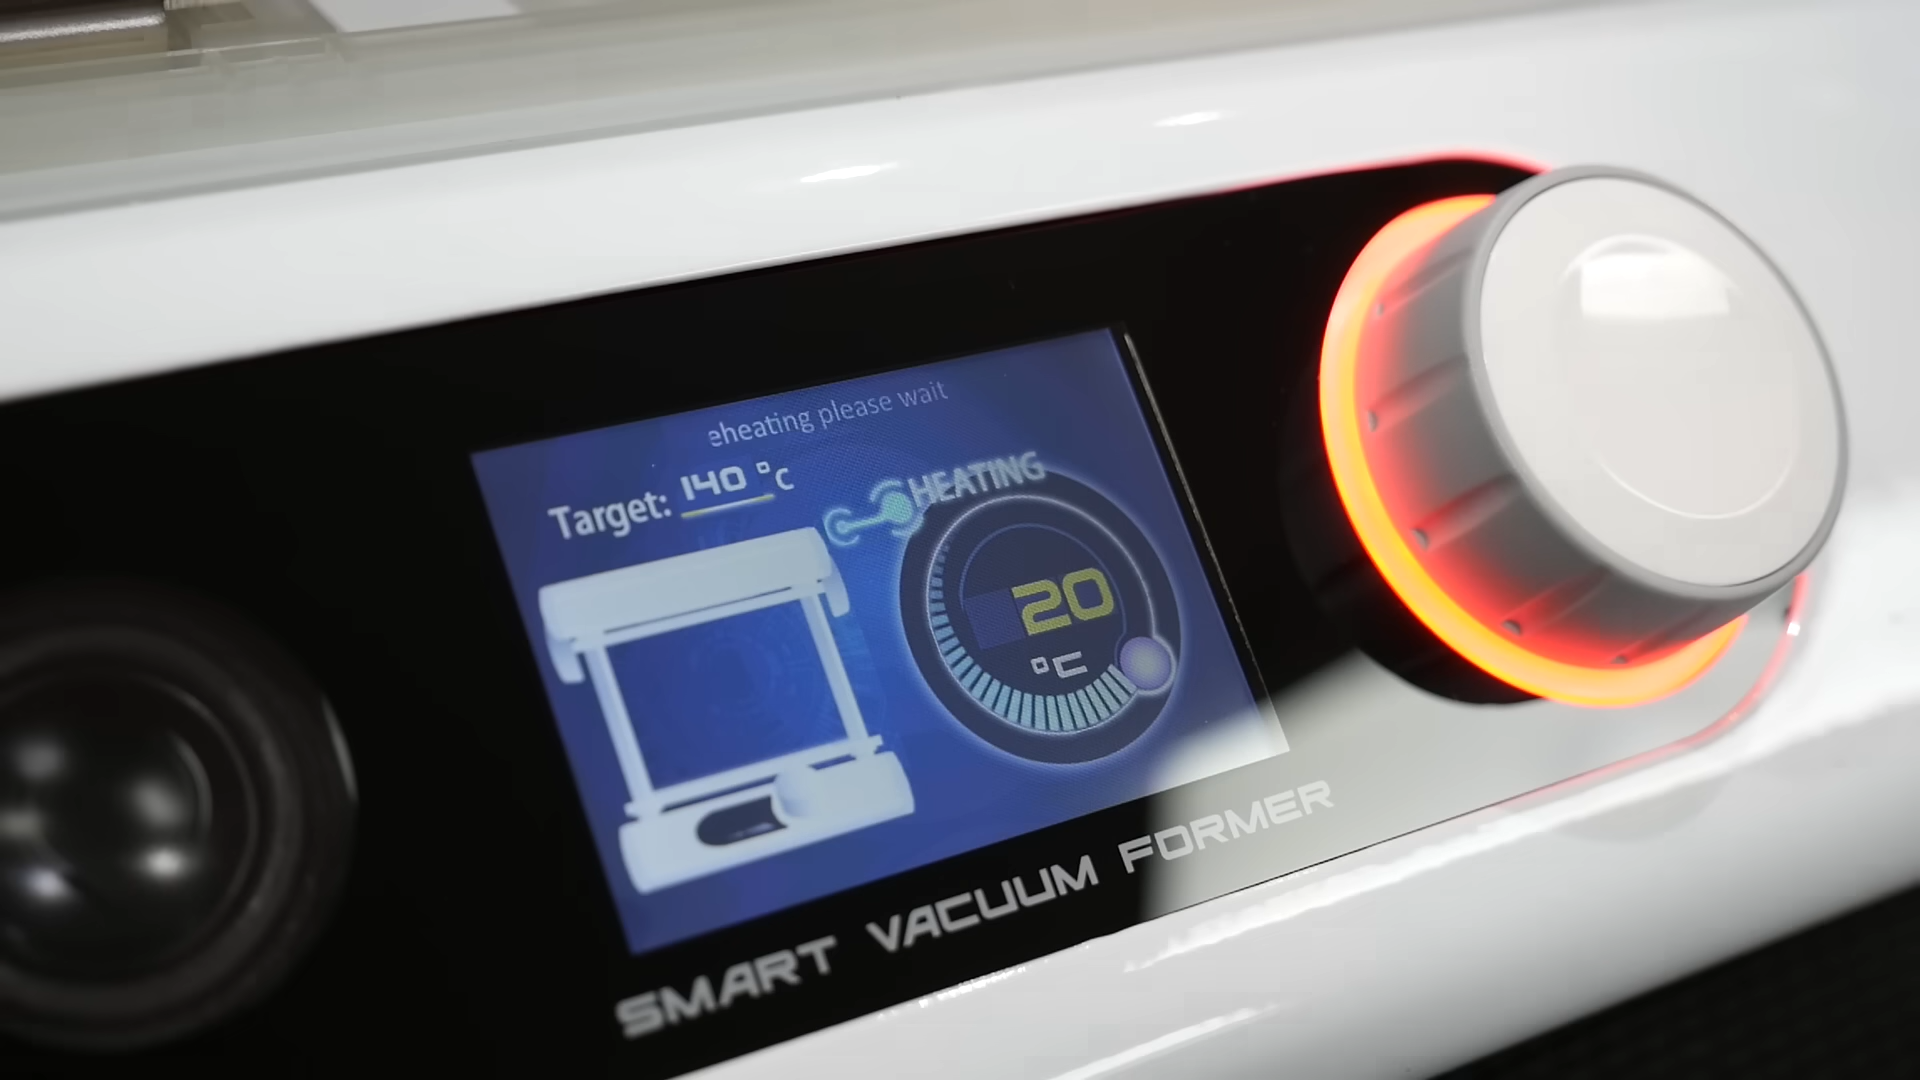 eheating please wait
Target: 140 °C
HEATING
20
°C
SMART VACUUM FORMER